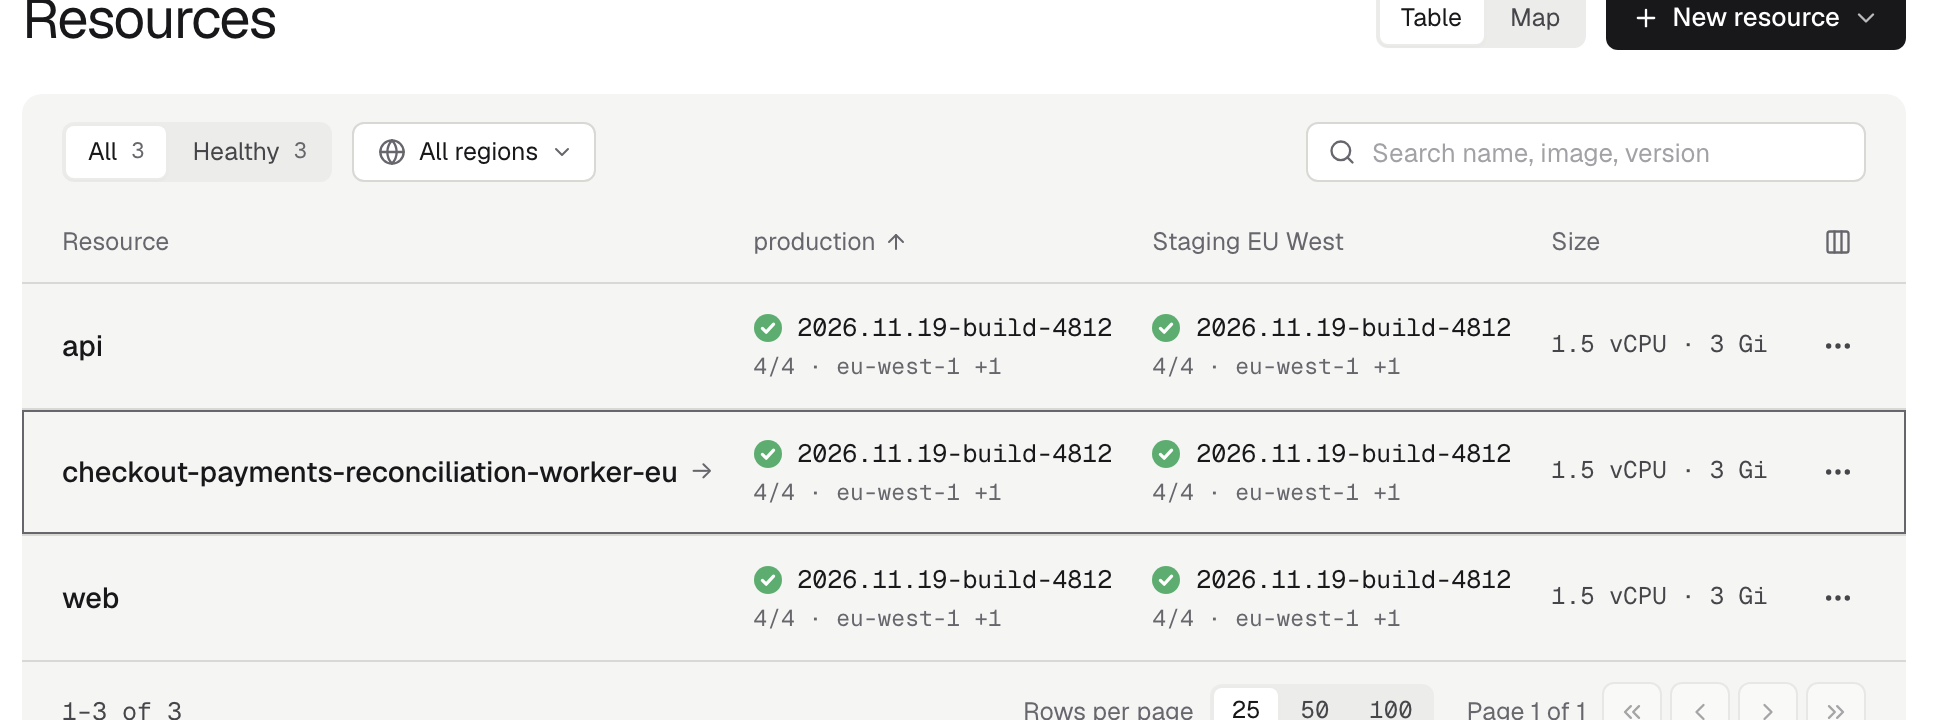 Resources
Table Map + New resource
All 3 Healthy 3 All regions Search name, image, version
Resource production ↑ Staging EU West Size
api 2026.11.19-build-4812 2026.11.19-build-4812 1.5 vCPU · 3 Gi ...
4/4 · eu-west-1 +1 4/4 · eu-west-1 +1
checkout-payments-reconciliation-worker-eu → 2026.11.19-build-4812 2026.11.19-build-4812 1.5 vCPU · 3 Gi ...
4/4 · eu-west-1 +1 4/4 · eu-west-1 +1
web 2026.11.19-build-4812 2026.11.19-build-4812 1.5 vCPU · 3 Gi ...
4/4 · eu-west-1 +1 4/4 · eu-west-1 +1
1-3 of 3 Rows per page 25 50 100 Page 1 of 1 « ‹ › »